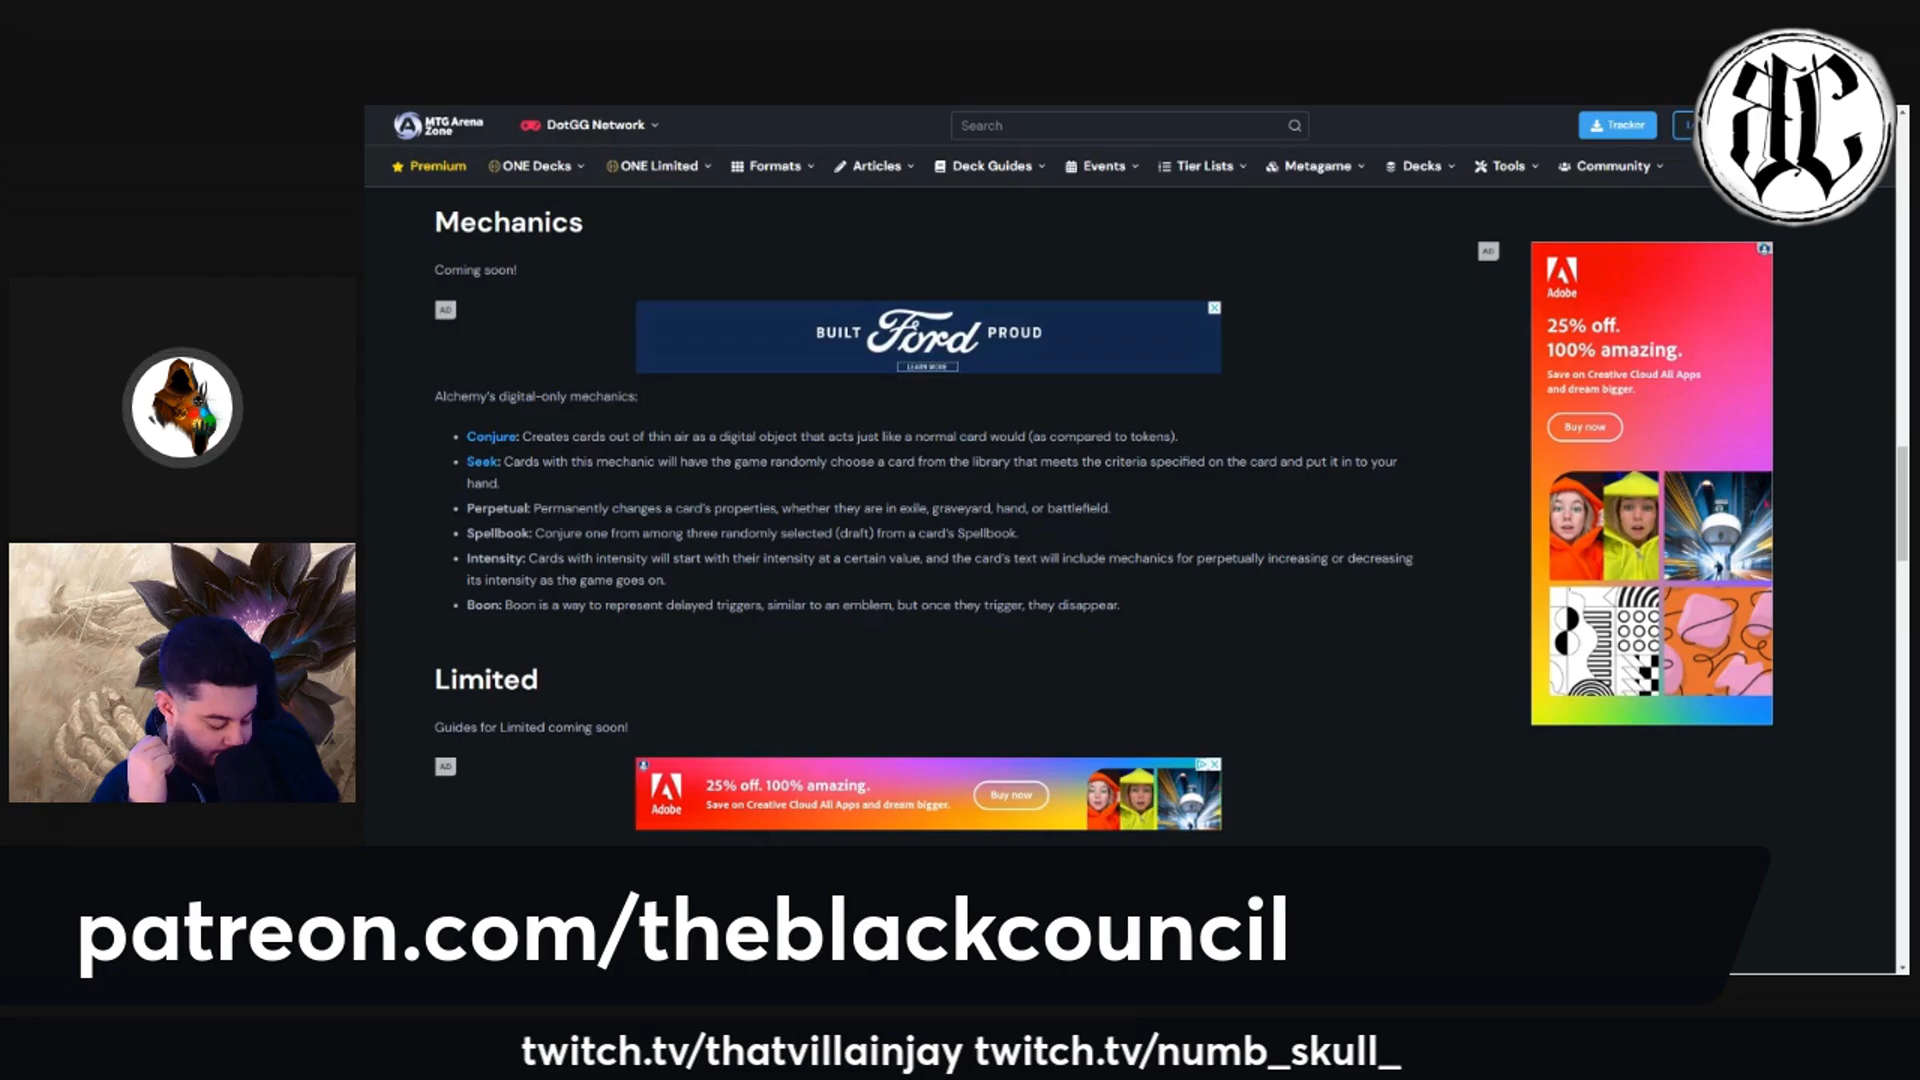 MTG Arena
Zone
DotGG Network
Search
Tracker
Premium
ONE Decks
ONE Limited
Formats
Articles
Deck Guides
Events
Tier Lists
Metagame
Decks
Tools
Community
Mechanics
Coming soon!
AD
BUILT Ford PROUD
LEARN MORE
Alchemy's digital-only mechanics:
• Conjure: Creates cards out of thin air as a digital object that acts just like a normal card would (as compared to tokens).
• Seek: Cards with this mechanic will have the game randomly choose a card from the library that meets the criteria specified on the card and put it in to your
hand.
• Perpetual: Permanently changes a card's properties, whether they are in exile, graveyard, hand, or battlefield.
• Spellbook: Conjure one from among three randomly selected (draft) from a card's Spellbook.
• Intensity: Cards with intensity will start with their intensity at a certain value, and the card's text will include mechanics for perpetually increasing or decreasing
its intensity as the game goes on.
• Boon: Boon is a way to represent delayed triggers, similar to an emblem, but once they trigger, they disappear.
Limited
Guides for Limited coming soon!
AD
Adobe
25% off. 100% amazing.
Save on Creative Cloud All Apps and dream bigger.
Buy now
AD
Adobe
25% off.
100% amazing.
Save on Creative Cloud All Apps
and dream bigger.
Buy now
patreon.com/theblackcouncil
twitch.tv/thatvillainjay twitch.tv/numb_skull_